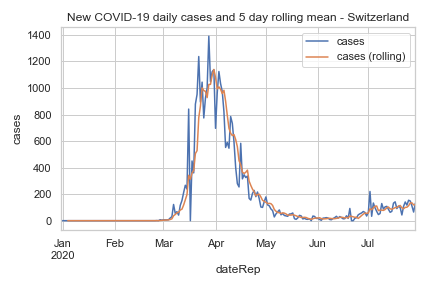 New COVID-19 daily cases and 5 day rolling mean - Switzerland
cases
cases (rolling)
1400
1200
1000
800
600
400
200
0
cases
Jan
2020
Feb
Mar
Apr
May
Jun
Jul
dateRep